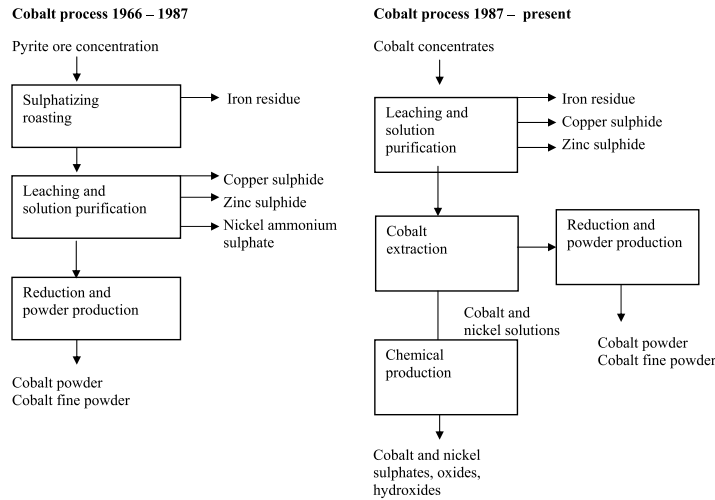 Cobalt process 1966 – 1987
Pyrite ore concentration
Sulphatizing
roasting
Iron residue
Leaching and
solution purification
Copper sulphide
Zinc sulphide
Nickel ammonium
sulphate
Reduction and
powder production
Cobalt powder
Cobalt fine powder
Cobalt process 1987 – present
Cobalt concentrates
Leaching and
solution
purification
Iron residue
Copper sulphide
Zinc sulphide
Cobalt
extraction
Reduction and
powder production
Cobalt powder
Cobalt fine powder
Cobalt and
nickel solutions
Chemical
production
Cobalt and nickel
sulphates, oxides,
hydroxides